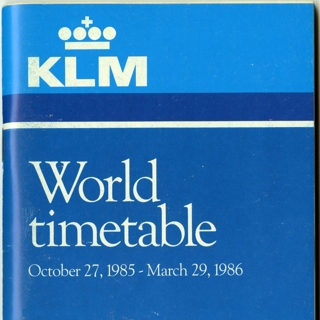 KLM
World
timetable
October 27, 1985 - March 29, 1986